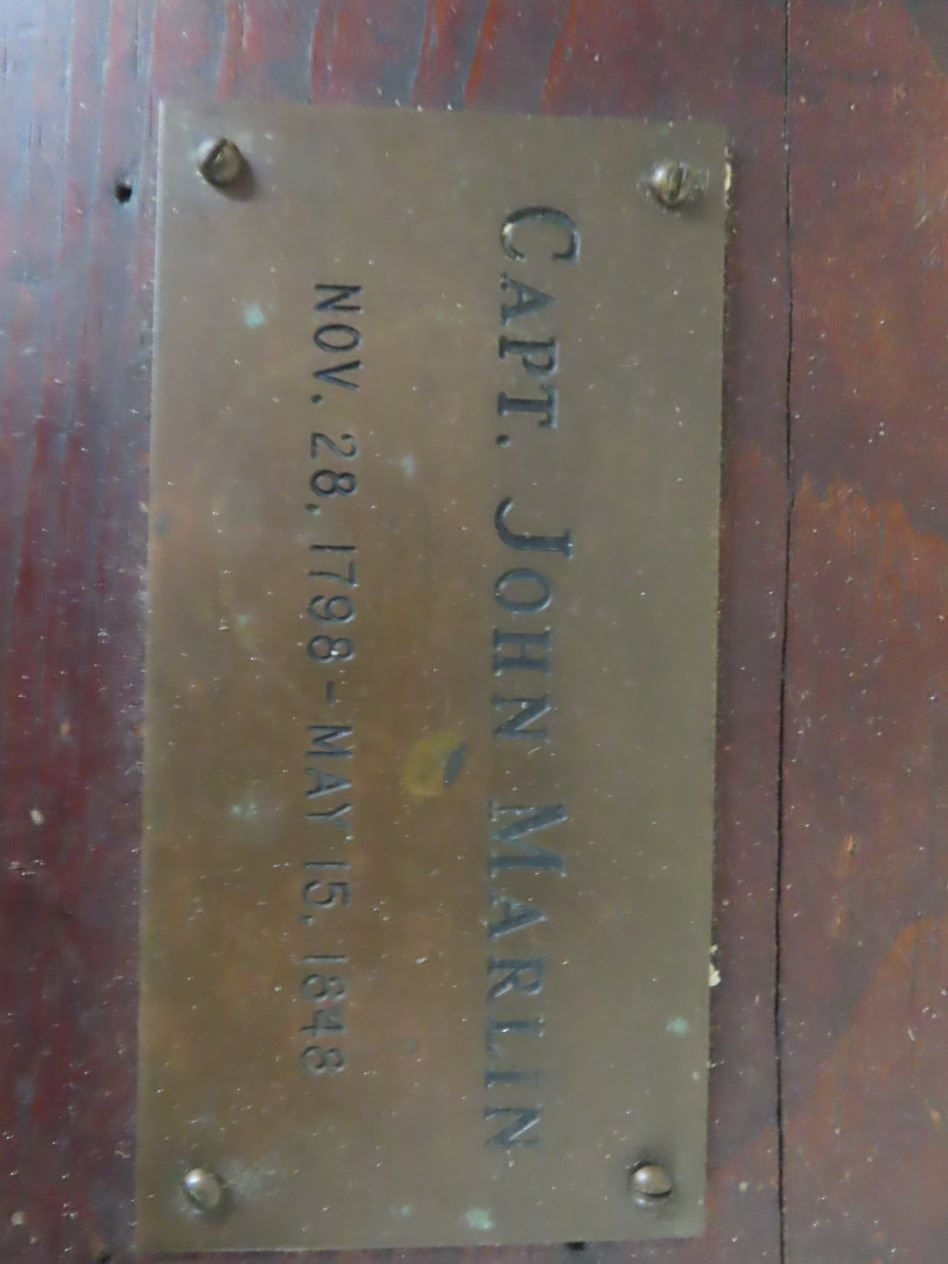 CAPT. JOHN MARLIN
NOV. 28, 1798 - MAY 15, 1848